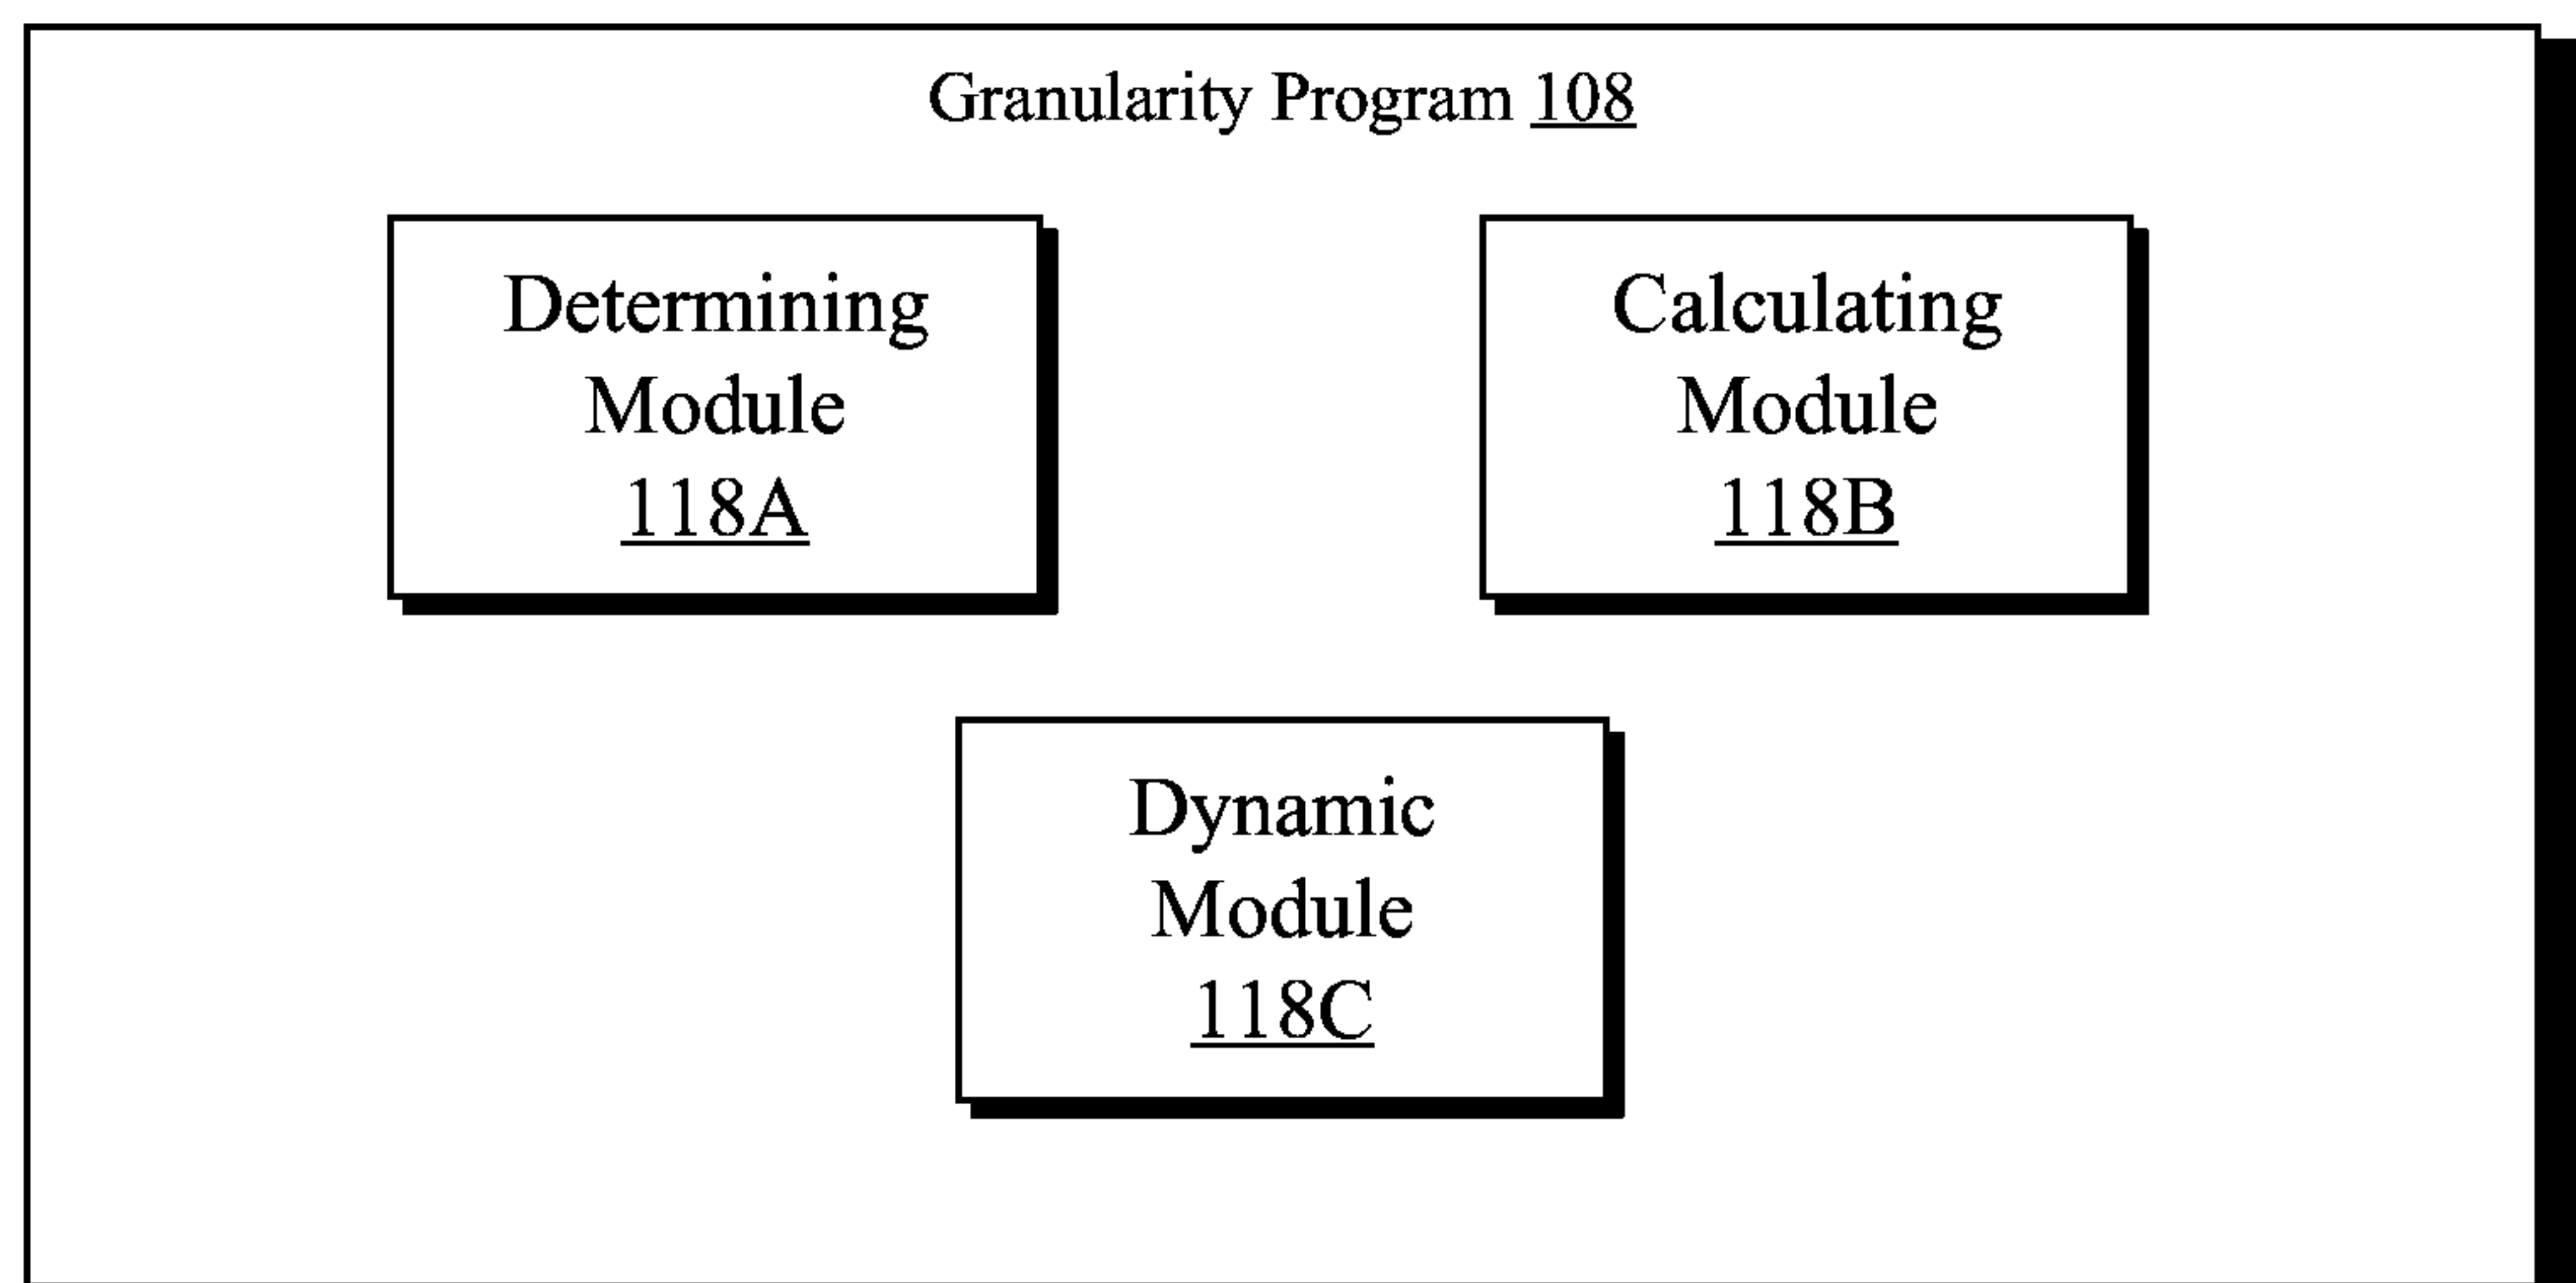 Granularity Program 108
Determining
Module
118A
Calculating
Module
118B
Dynamic
Module
118C